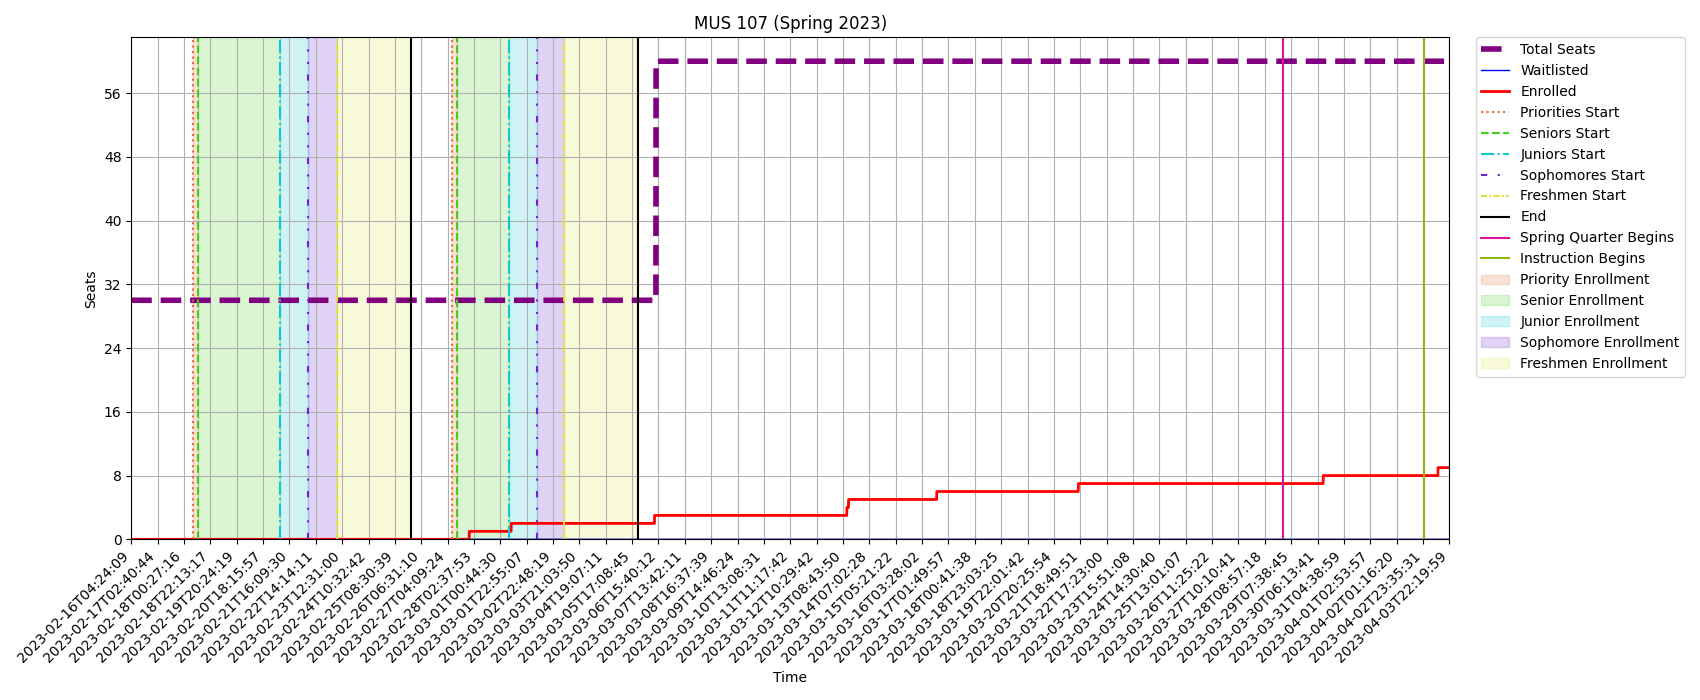 MUS 107 (Spring 2023)
Seats
56
48
40
32
24
16
8
0
2023-02-16T04:24:09
2023-02-17T02:40:44
2023-02-18T00:27:16
2023-02-18T22:13:17
2023-02-19T20:24:19
2023-02-20T18:15:57
2023-02-21T16:09:30
2023-02-22T14:14:11
2023-02-23T12:31:00
2023-02-24T10:32:42
2023-02-25T08:30:39
2023-02-26T06:31:10
2023-02-27T04:09:24
2023-02-28T02:37:53
2023-03-01T00:44:30
2023-03-01T22:55:07
2023-03-02T22:48:19
2023-03-03T21:03:50
2023-03-04T19:07:11
2023-03-05T17:08:45
2023-03-06T15:40:12
2023-03-07T13:42:11
2023-03-08T16:37:39
2023-03-09T14:46:24
2023-03-10T13:08:31
2023-03-11T11:17:42
2023-03-12T10:29:42
2023-03-13T08:43:50
2023-03-14T07:02:28
2023-03-15T05:21:22
2023-03-16T03:28:02
2023-03-17T01:49:57
2023-03-18T00:41:38
2023-03-18T23:03:25
2023-03-19T22:01:42
2023-03-20T20:25:54
2023-03-21T18:49:51
2023-03-22T17:23:00
2023-03-23T15:51:08
2023-03-24T14:30:40
2023-03-25T13:01:07
2023-03-26T11:25:22
2023-03-27T10:10:41
2023-03-28T08:57:18
2023-03-29T07:38:45
2023-03-30T06:13:41
2023-03-31T04:38:59
2023-04-01T02:53:57
2023-04-02T01:16:20
2023-04-02T23:35:31
2023-04-03T22:19:59
Time
Total Seats
Waitlisted
Enrolled
Priorities Start
Seniors Start
Juniors Start
Sophomores Start
Freshmen Start
End
Spring Quarter Begins
Instruction Begins
Priority Enrollment
Senior Enrollment
Junior Enrollment
Sophomore Enrollment
Freshmen Enrollment